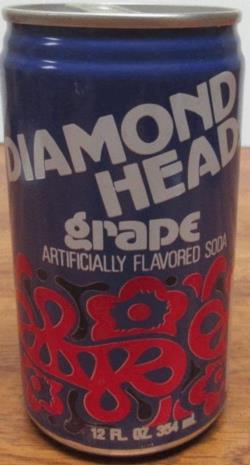 DIAMOND
HEAD
grape
ARTIFICIALLY FLAVORED SODA
12 FL. OZ. 354 mL